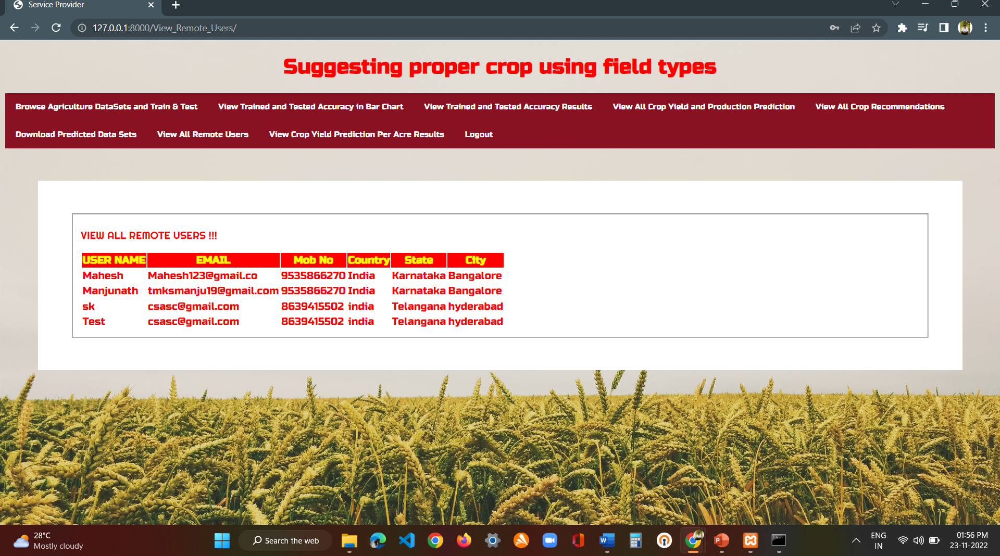 Service Provider
127.0.0.1:8000/View_Remote_Users/
Suggesting proper crop using field types
Browse Agriculture DataSets and Train & Test View Trained and Tested Accuracy in Bar Chart View Trained and Tested Accuracy Results View All Crop Yield and Production Prediction View All Crop Recommendations
Download Predicted Data Sets View All Remote Users View Crop Yield Prediction Per Acre Results Logout
VIEW ALL REMOTE USERS !!!
USER NAME EMAIL Mob No Country State City
Mahesh Mahesh123@gmail.co 9535866270 India Karnataka Bangalore
Manjunath tmksmanju19@gmail.com 9535866270 India Karnataka Bangalore
sk csasc@gmail.com 8639415502 india Telangana hyderabad
Test csasc@gmail.com 8639415502 india Telangana hyderabad
28°C
Mostly cloudy
Search the web
ENG
IN
01:56 PM
23-11-2022